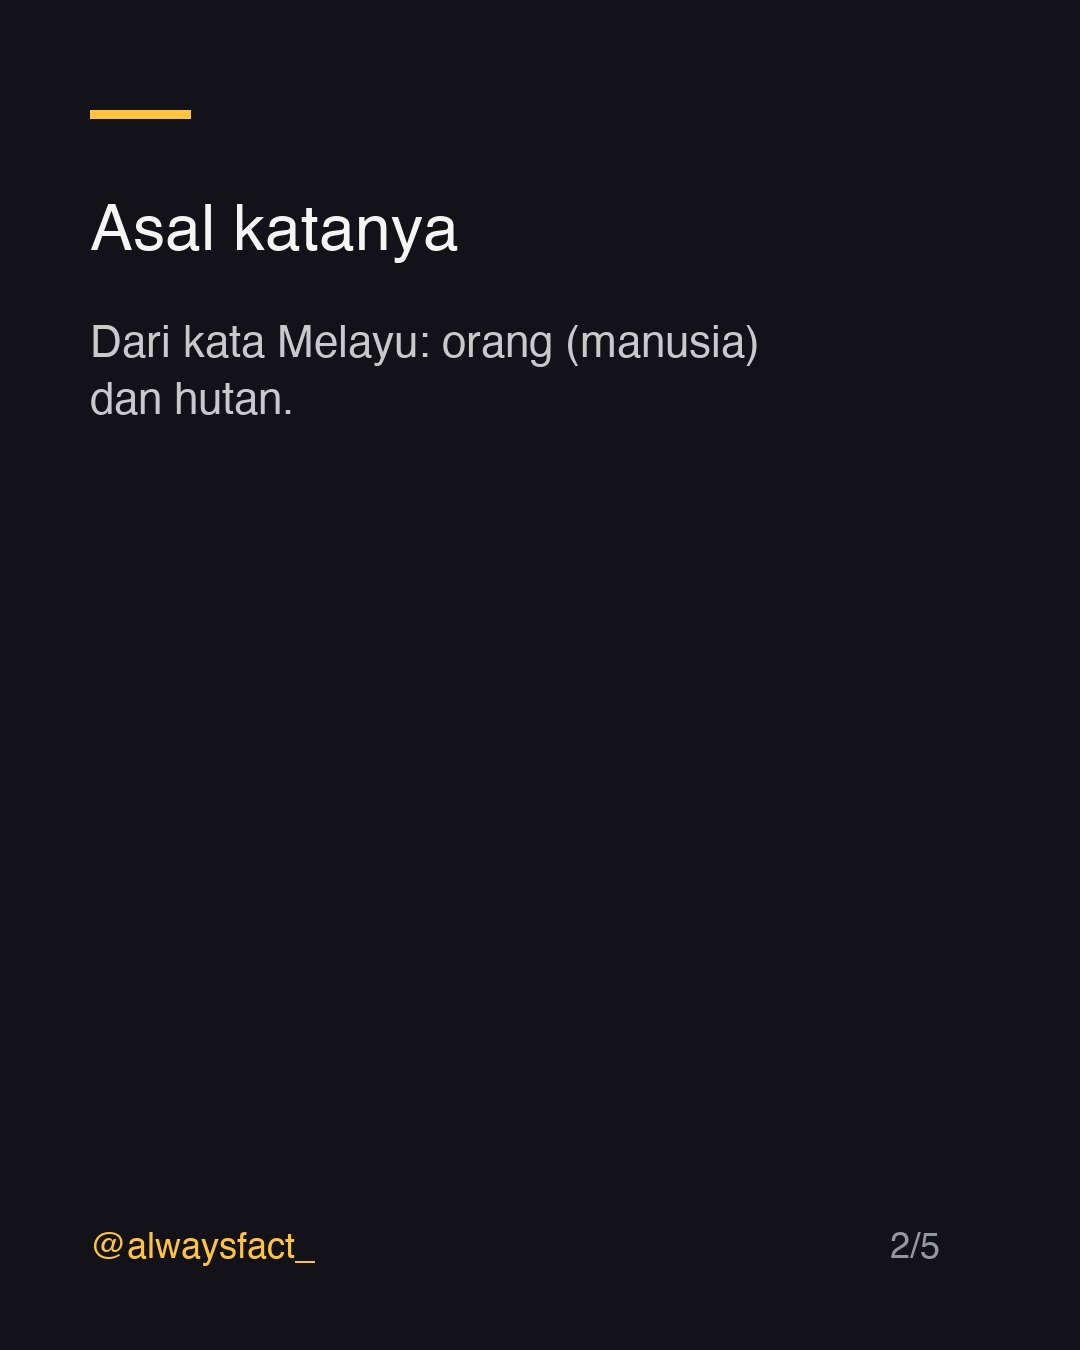 Asal katanya
Dari kata Melayu: orang (manusia)
dan hutan.
@alwaysfact_
2/5